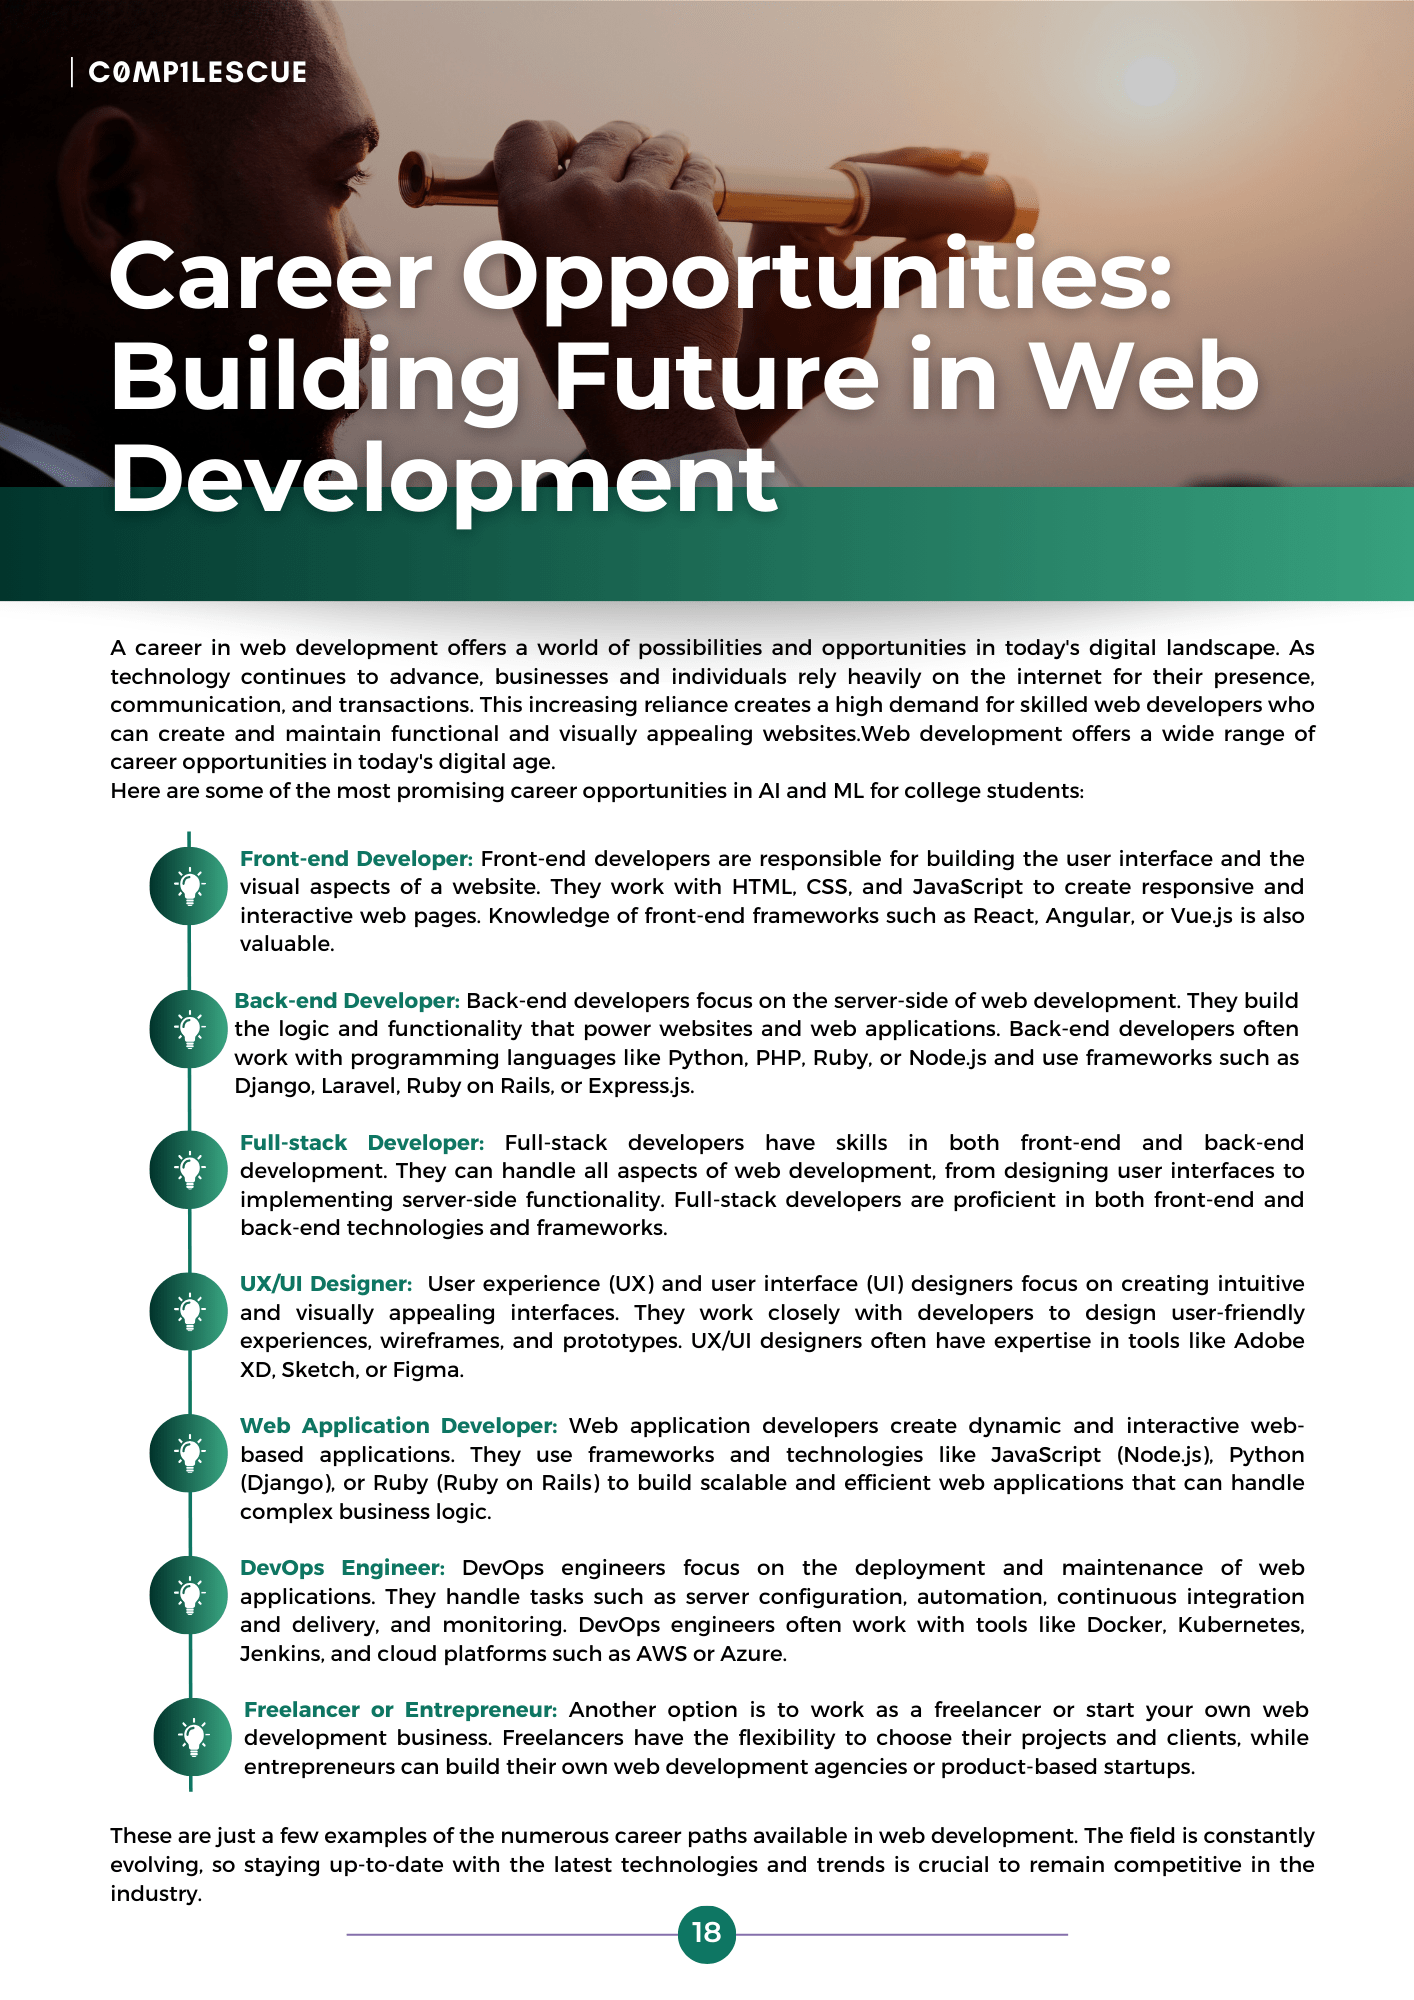 | C0MP1LESCUE
Career Opportunities:
Building Future in Web
Development
A career in web development offers a world of possibilities and opportunities in today's digital landscape. As
technology continues to advance, businesses and individuals rely heavily on the internet for their presence,
communication, and transactions. This increasing reliance creates a high demand for skilled web developers who
can create and maintain functional and visually appealing websites.Web development offers a wide range of
career opportunities in today's digital age.
Here are some of the most promising career opportunities in AI and ML for college students:
Front-end Developer: Front-end developers are responsible for building the user interface and the
visual aspects of a website. They work with HTML, CSS, and JavaScript to create responsive and
interactive web pages. Knowledge of front-end frameworks such as React, Angular, or Vue.js is also
valuable.
Back-end Developer: Back-end developers focus on the server-side of web development. They build
the logic and functionality that power websites and web applications. Back-end developers often
work with programming languages like Python, PHP, Ruby, or Node.js and use frameworks such as
Django, Laravel, Ruby on Rails, or Express.js.
Full-stack Developer: Full-stack developers have skills in both front-end and back-end
development. They can handle all aspects of web development, from designing user interfaces to
implementing server-side functionality. Full-stack developers are proficient in both front-end and
back-end technologies and frameworks.
UX/UI Designer: User experience (UX) and user interface (UI) designers focus on creating intuitive
and visually appealing interfaces. They work closely with developers to design user-friendly
experiences, wireframes, and prototypes. UX/UI designers often have expertise in tools like Adobe
XD, Sketch, or Figma.
Web Application Developer: Web application developers create dynamic and interactive web-
based applications. They use frameworks and technologies like JavaScript (Node.js), Python
(Django), or Ruby (Ruby on Rails) to build scalable and efficient web applications that can handle
complex business logic.
DevOps Engineer: DevOps engineers focus on the deployment and maintenance of web
applications. They handle tasks such as server configuration, automation, continuous integration
and delivery, and monitoring. DevOps engineers often work with tools like Docker, Kubernetes,
Jenkins, and cloud platforms such as AWS or Azure.
Freelancer or Entrepreneur: Another option is to work as a freelancer or start your own web
development business. Freelancers have the flexibility to choose their projects and clients, while
entrepreneurs can build their own web development agencies or product-based startups.
These are just a few examples of the numerous career paths available in web development. The field is constantly
evolving, so staying up-to-date with the latest technologies and trends is crucial to remain competitive in the
industry.
18